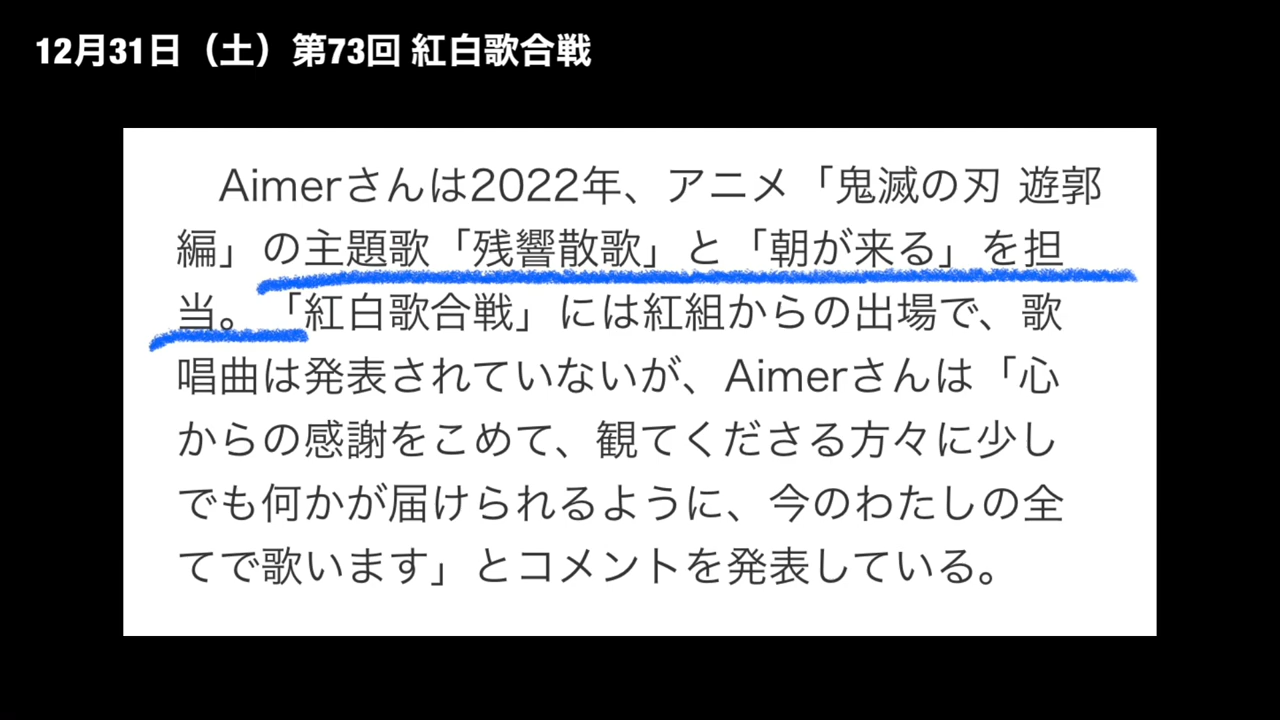 12月31日（土）第73回 紅白歌合戦
Aimerさんは2022年、アニメ「鬼滅の刃 遊郭
編」の主題歌「残響散歌」と「朝が来る」を担
当。「紅白歌合戦」には紅組からの出場で、歌
唱曲は発表されていないが、Aimerさんは「心
からの感謝をこめて、観てくださる方々に少し
でも何かが届けられるように、今のわたしの全
てで歌います」とコメントを発表している。